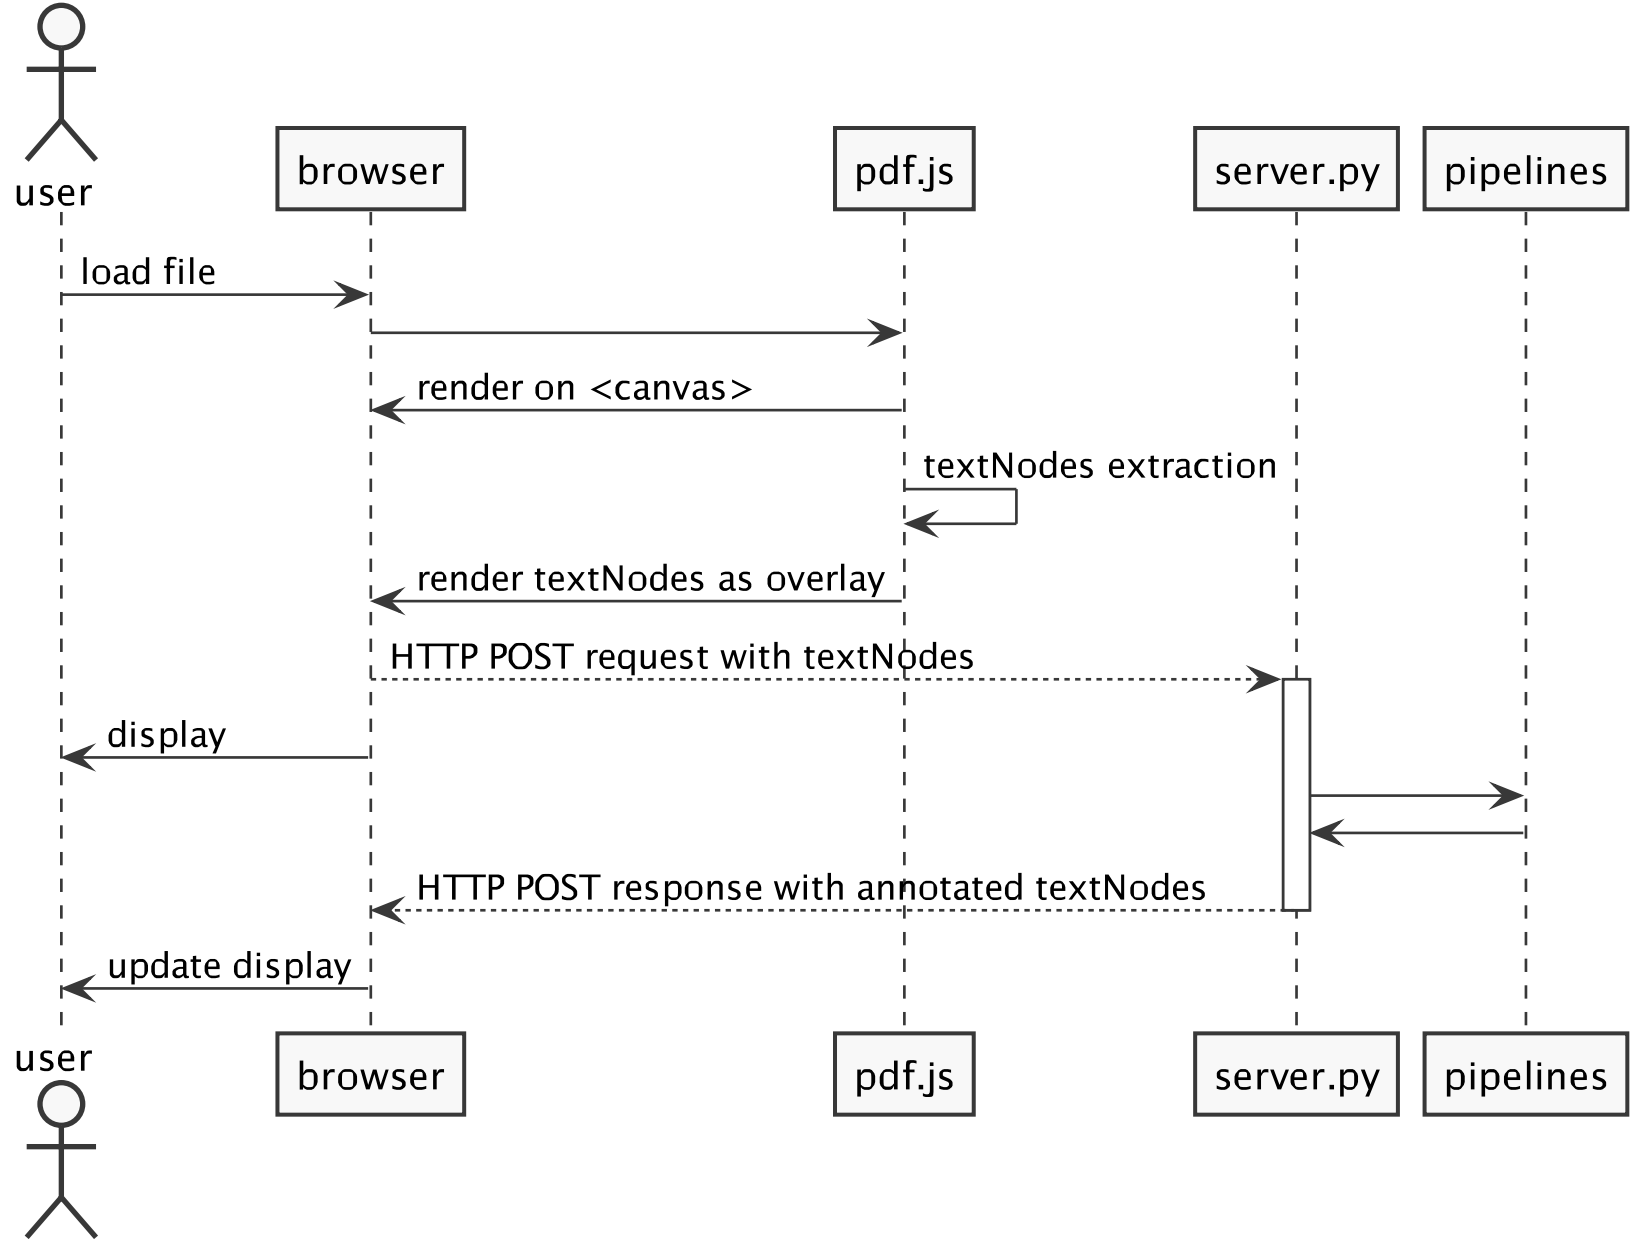 user
browser
pdf.js
server.py
pipelines
load file
render on <canvas>
textNodes extraction
render textNodes as overlay
HTTP POST request with textNodes
display
HTTP POST response with annotated textNodes
update display
user
browser
pdf.js
server.py
pipelines